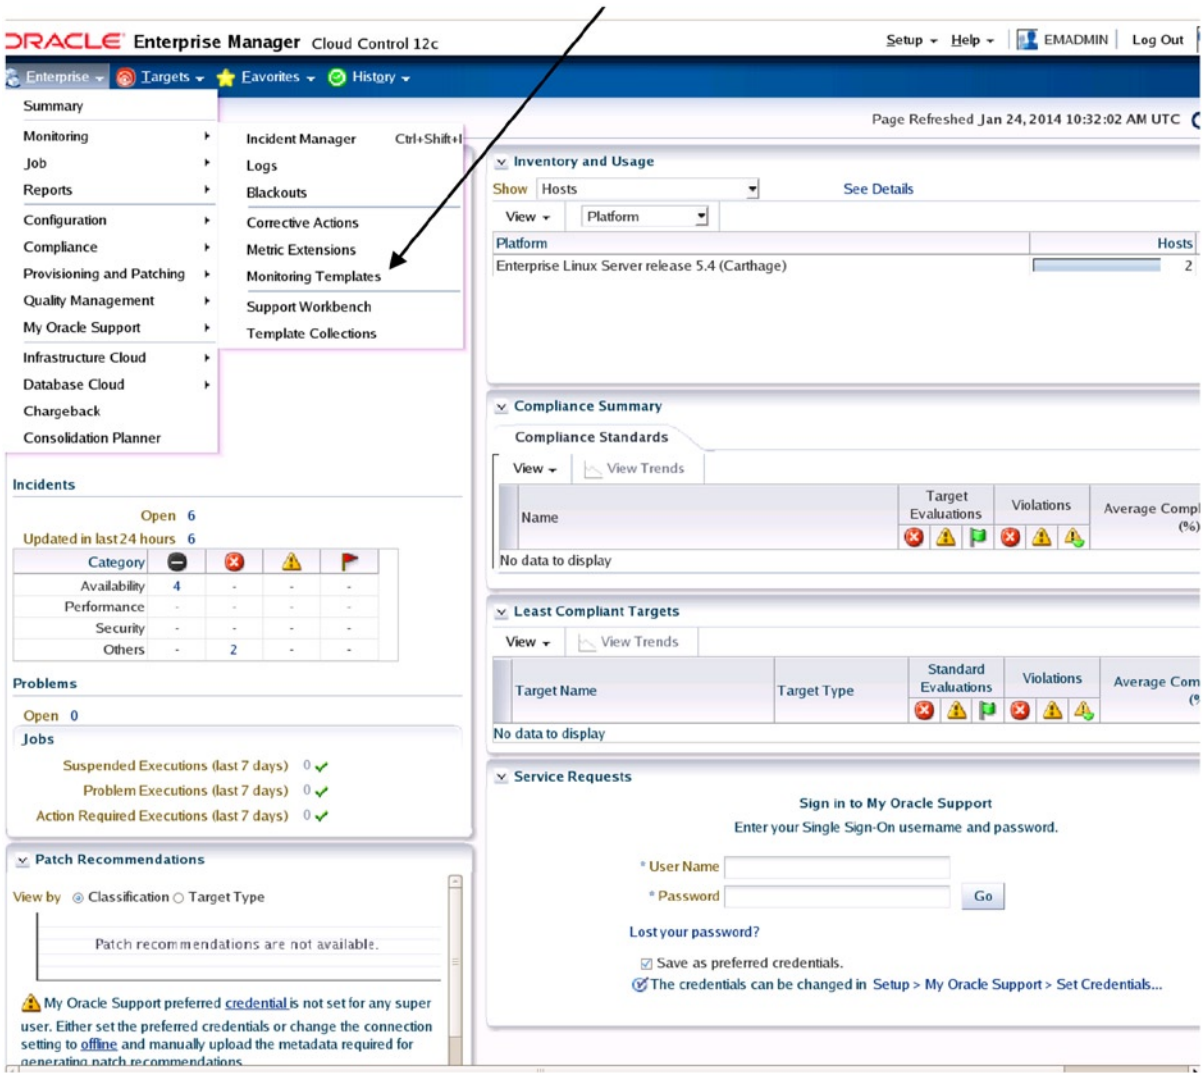 ORACLE Enterprise Manager Cloud Control 12c
Setup Help EMADMIN Log Out
Enterprise Targets Favorites History
Page Refreshed Jan 24, 2014 10:32:02 AM UTC
Summary
Monitoring
Job
Reports
Configuration
Compliance
Provisioning and Patching
Quality Management
My Oracle Support
Infrastructure Cloud
Database Cloud
Chargeback
Consolidation Planner
Incident Manager Ctrl+Shift+I
Logs
Blackouts
Corrective Actions
Metric Extensions
Monitoring Templates
Support Workbench
Template Collections
Incidents
Open 6
Updated in last 24 hours 6
Category
Availability 4 - - -
Performance - - - -
Security - - - -
Others - 2 - -
Problems
Open 0
Jobs
Suspended Executions (last 7 days) 0
Problem Executions (last 7 days) 0
Action Required Executions (last 7 days) 0
Patch Recommendations
View by Classification Target Type
Patch recommendations are not available.
My Oracle Support preferred credential is not set for any super
user. Either set the preferred credentials or change the connection
setting to offline and manually upload the metadata required for
generating patch recommendations
Inventory and Usage
Show Hosts See Details
View Platform
Platform Hosts
Enterprise Linux Server release 5.4 (Carthage) 2
Compliance Summary
Compliance Standards
View View Trends
Name Target Evaluations Violations Average Compl (%)
No data to display
Least Compliant Targets
View View Trends
Target Name Target Type Standard Evaluations Violations Average Com
No data to display
Service Requests
Sign in to My Oracle Support
Enter your Single Sign-On username and password.
* User Name
* Password Go
Lost your password?
Save as preferred credentials.
The credentials can be changed in Setup > My Oracle Support > Set Credentials...